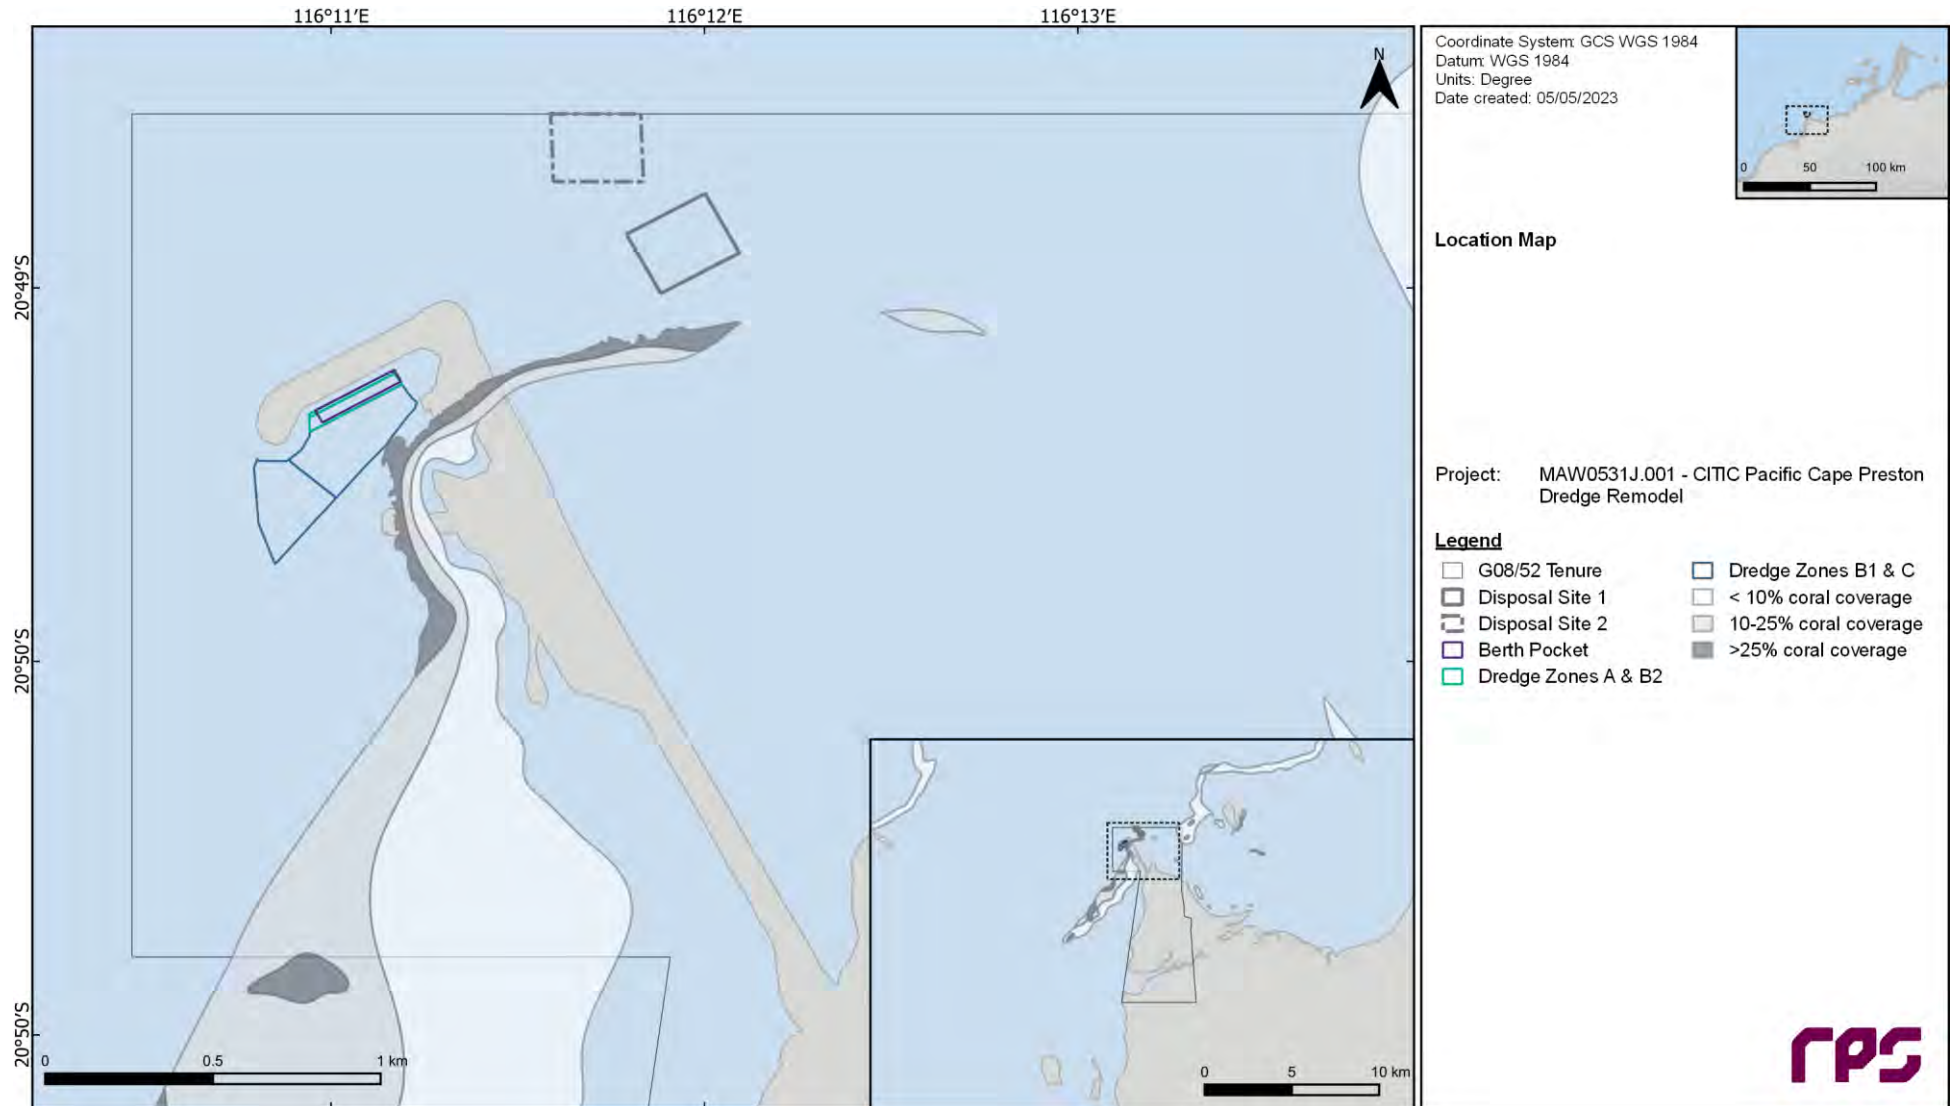 116°11'E 116°12'E 116°13'E
20°49'S
20°50'S
20°50'S
N
0 0.5 1 km
0 5 10 km
Coordinate System: GCS WGS 1984
Datum: WGS 1984
Units: Degree
Date created: 05/05/2023
0 50 100 km
Location Map
Project: MAW0531J.001 - CITIC Pacific Cape Preston
Dredge Remodel
Legend
G08/52 Tenure
Disposal Site 1
Disposal Site 2
Berth Pocket
Dredge Zones A & B2
Dredge Zones B1 & C
< 10% coral coverage
10-25% coral coverage
>25% coral coverage
rps